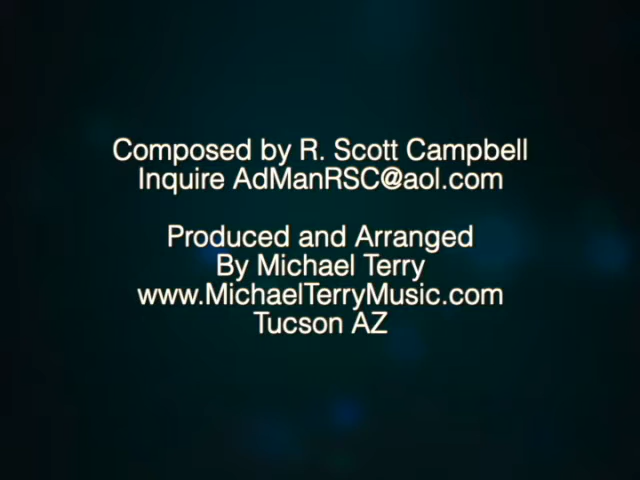 Composed by R. Scott Campbell
Inquire AdManRSC@aol.com
Produced and Arranged
By Michael Terry
www.MichaelTerryMusic.com
Tucson AZ